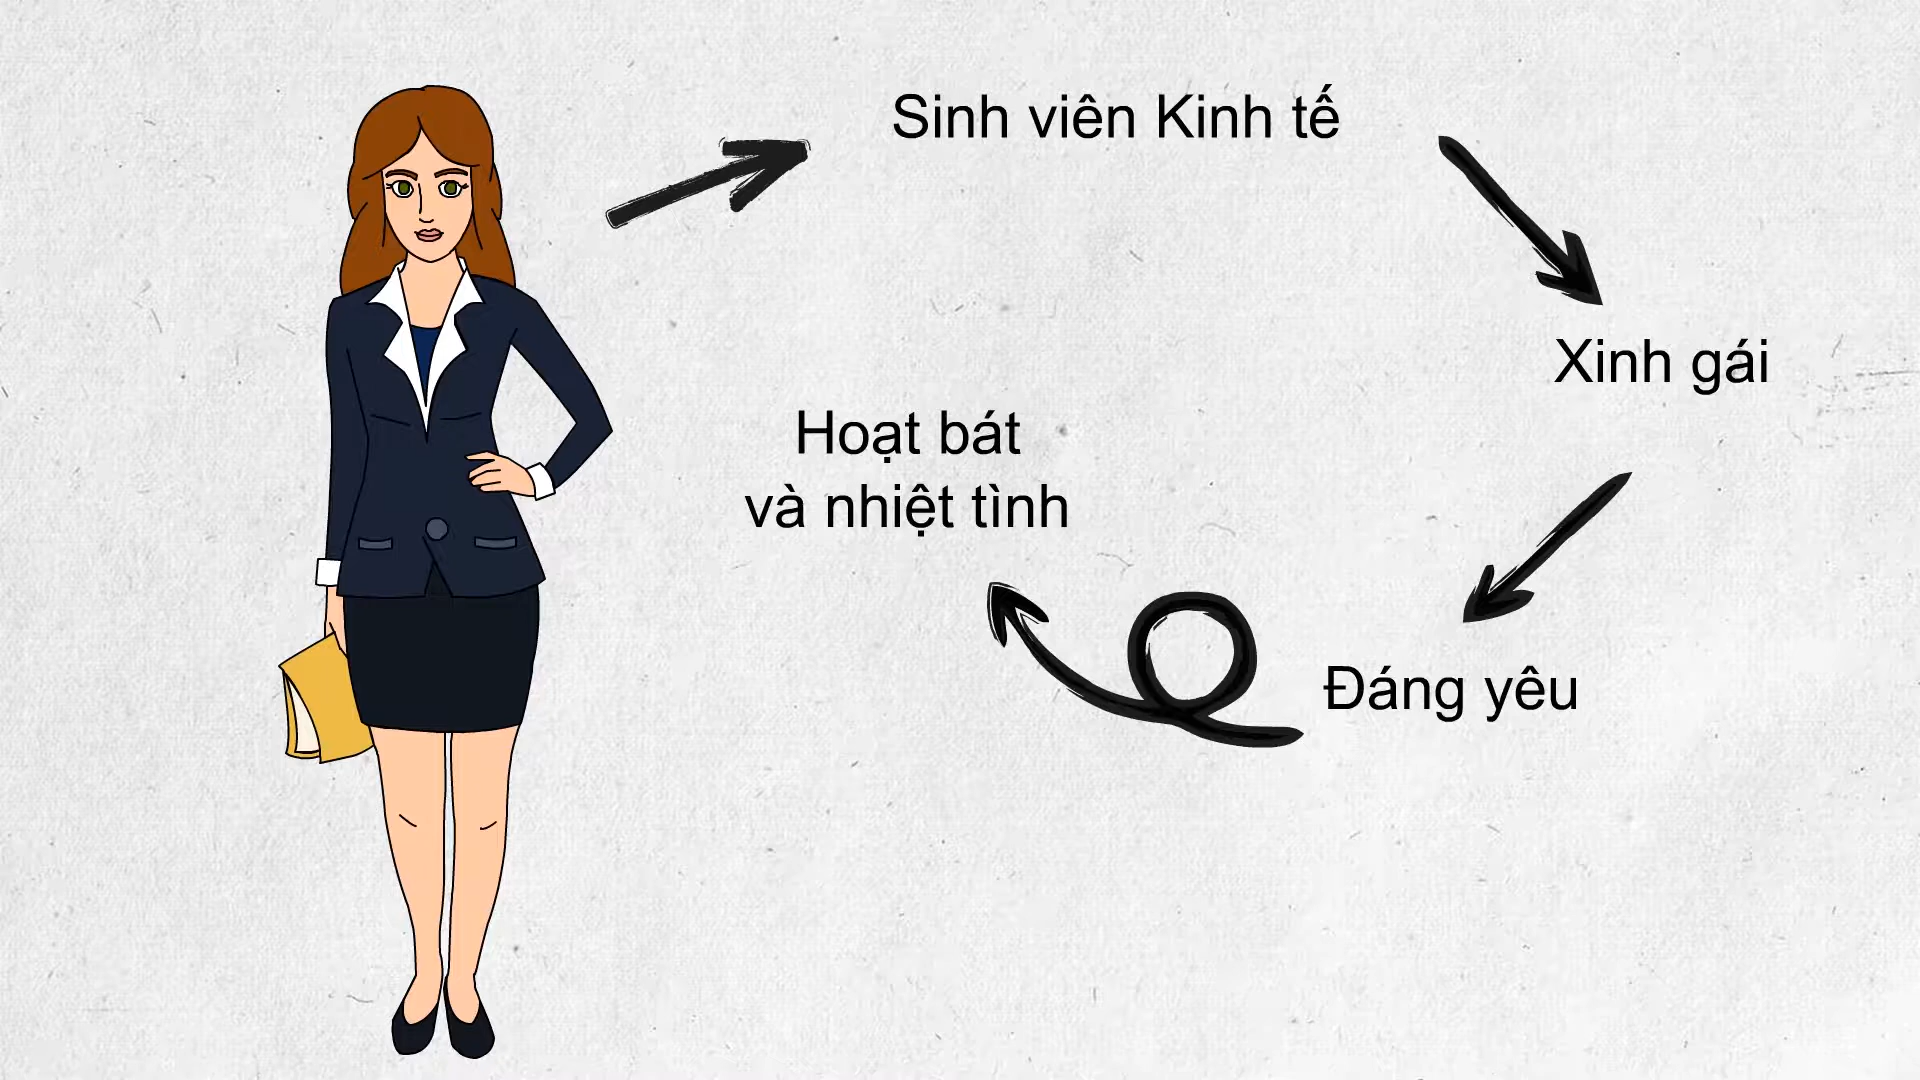 Sinh viên Kinh tế
Xinh gái
Đáng yêu
Hoạt bát
và nhiệt tình